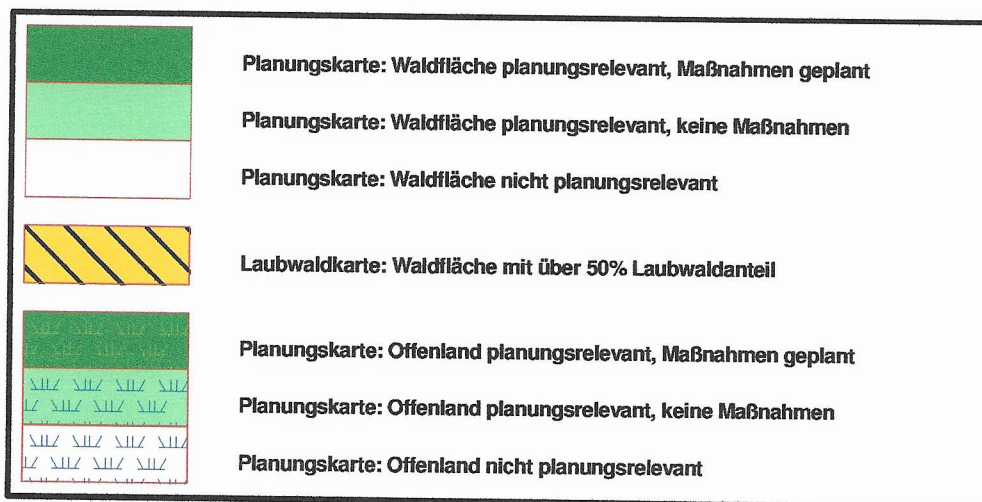 Planungskarte: Waldfläche planungsrelevant, Maßnahmen geplant
Planungskarte: Waldfläche planungsrelevant, keine Maßnahmen
Planungskarte: Waldfläche nicht planungsrelevant
Laubwaldkarte: Waldfläche mit über 50% Laubwaldanteil
Planungskarte: Offenland planungsrelevant, Maßnahmen geplant
Planungskarte: Offenland planungsrelevant, keine Maßnahmen
Planungskarte: Offenland nicht planungsrelevant